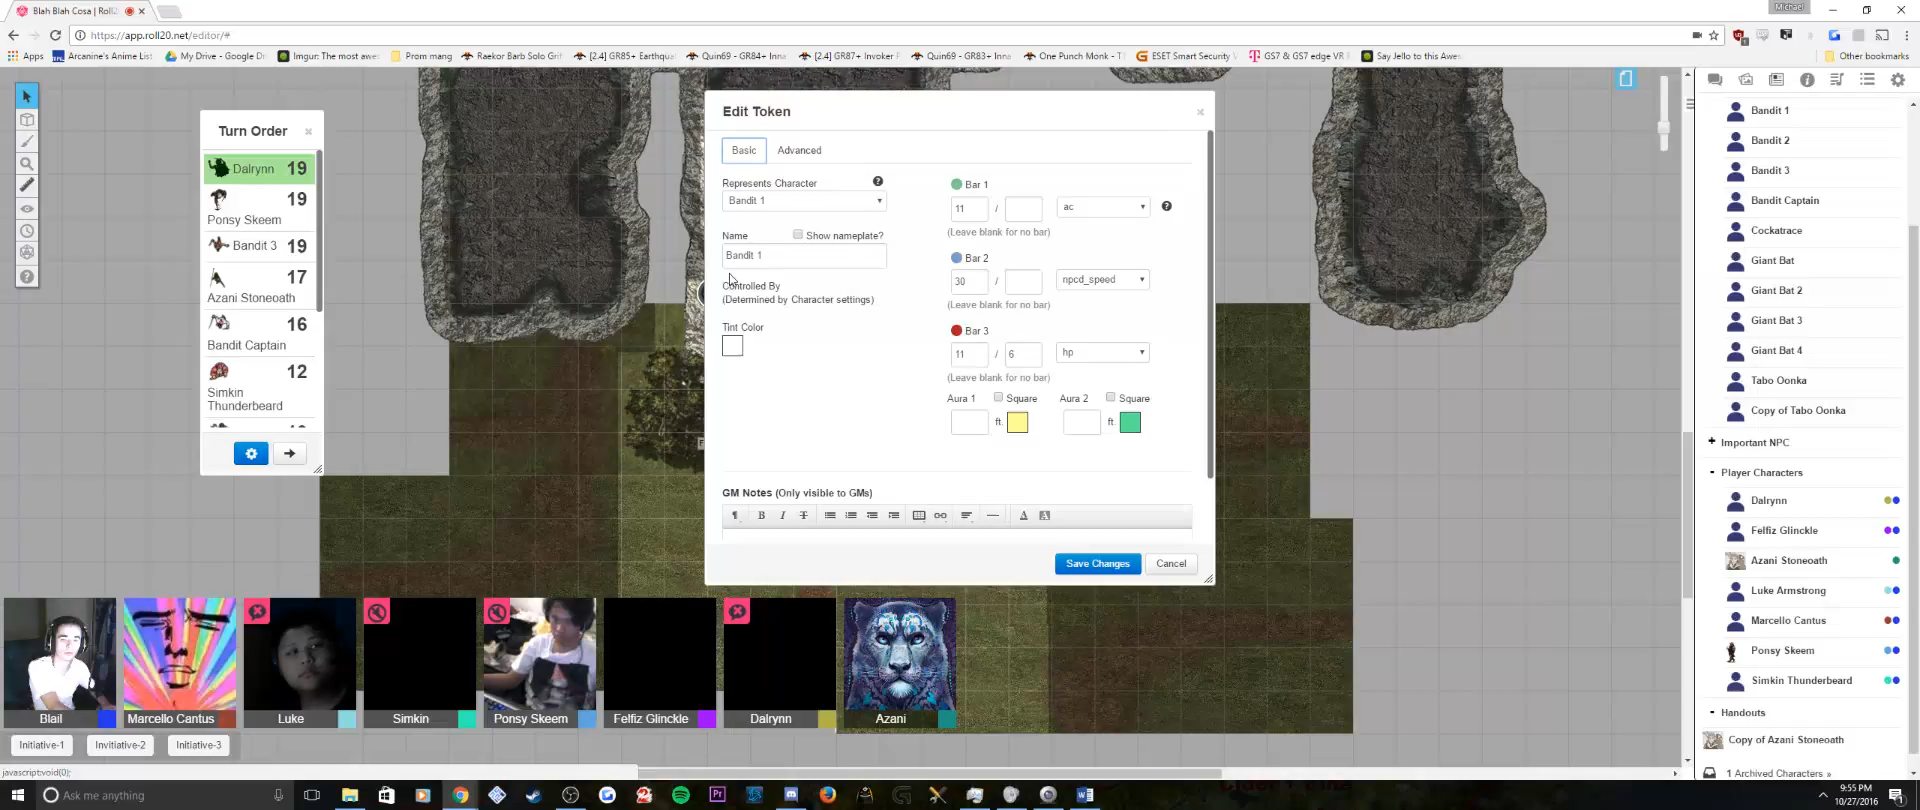 Blah Blah Cosa | Roll2
Michael
https://app.roll20.net/editor/#
Apps
Arcanine's Anime List
My Drive - Google Dr
Imgur: The most awe
Prom mang
Raekor Barb Solo Grif
[2.4] GR85+ Earthqua
Quin69 - GR84+ Inna
[2.4] GR87+ Invoker
Quin69 - GR83+ Inna
One Punch Monk - T
ESET Smart Security
GS7 & GS7 edge VR
Say Jello to this Awes
Other bookmarks
Turn Order
Dalrynn 19
Ponsy Skeem 19
Bandit 3 19
Azani Stoneoath 17
Bandit Captain 16
Simkin Thunderbeard 12
Edit Token
Basic
Advanced
Represents Character
Bandit 1
Name
Show nameplate?
Bandit 1
Controlled By
(Determined by Character settings)
Tint Color
Bar 1
11 /
ac
(Leave blank for no bar)
Bar 2
30 /
npcd_speed
(Leave blank for no bar)
Bar 3
11 / 6
hp
(Leave blank for no bar)
Aura 1
Square
Aura 2
Square
ft.
ft.
GM Notes (Only visible to GMs)
Save Changes
Cancel
Bandit 1
Bandit 2
Bandit 3
Bandit Captain
Cockatrace
Giant Bat
Giant Bat 2
Giant Bat 3
Giant Bat 4
Tabo Oonka
Copy of Tabo Oonka
Important NPC
Player Characters
Dalrynn
Felfiz Glinckle
Azani Stoneoath
Luke Armstrong
Marcello Cantus
Ponsy Skeem
Simkin Thunderbeard
Handouts
Copy of Azani Stoneoath
1 Archived Characters »
Blail
Marcello Cantus
Luke
Simkin
Ponsy Skeem
Felfiz Glinckle
Dalrynn
Azani
Initiative-1
Invitiative-2
Initiative-3
javascript:void(0);
Ask me anything
9:55 PM
10/27/2016